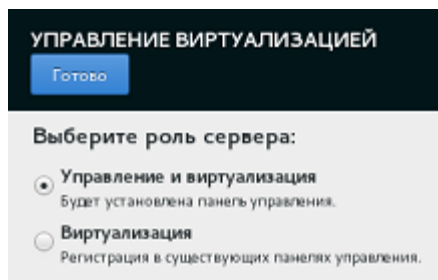 УПРАВЛЕНИЕ ВИРТУАЛИЗАЦИЕЙ
Готово
Выберите роль сервера:
Управление и виртуализация
Будет установлена панель управления.
Виртуализация
Регистрация в существующих панелях управления.